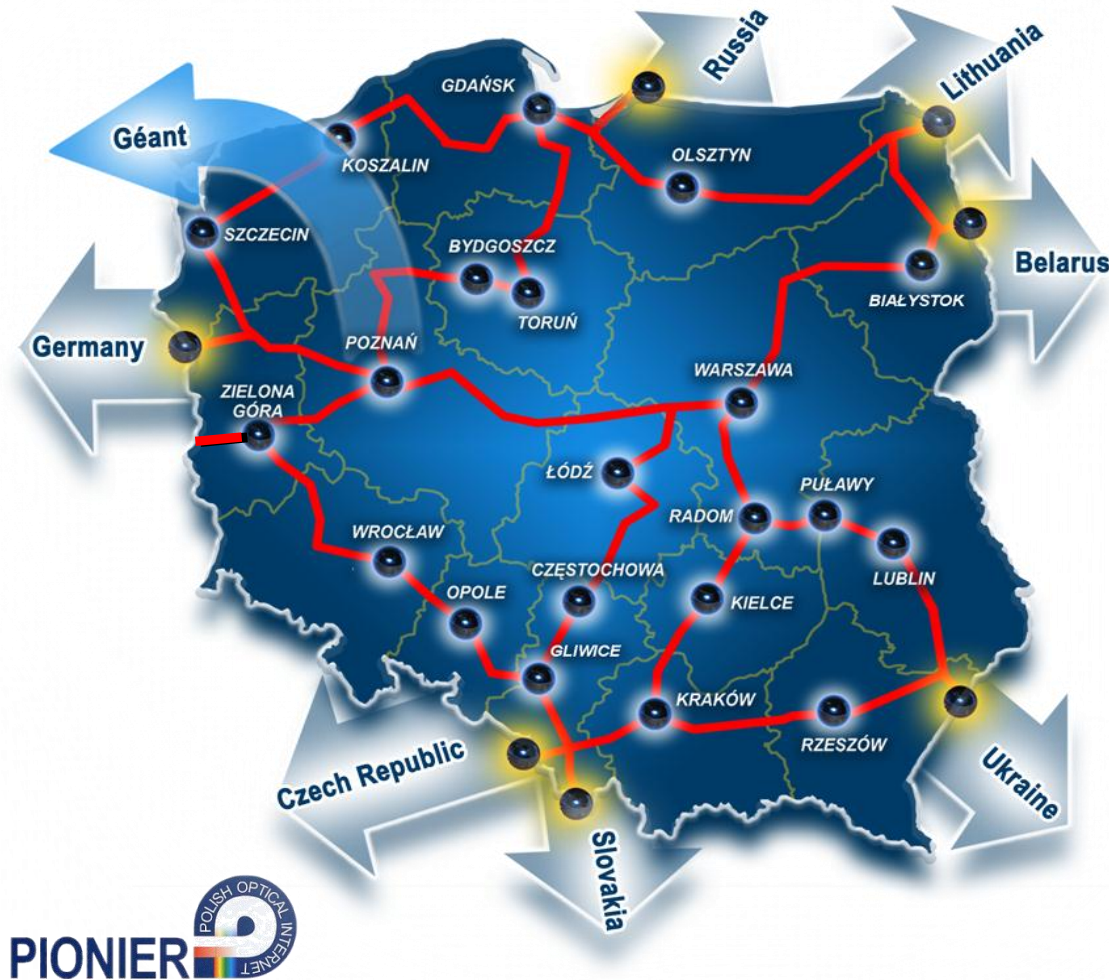 Russia
Lithuania
GDAŃSK
Géant
KOSZALIN
OLSZTYN
SZCZECIN
BYDGOSZCZ
Belarus
BIAŁYSTOK
TORUŃ
Germany
POZNAŃ
WARSZAWA
ZIELONA
GÓRA
ŁÓDŹ
PUŁAWY
RADOM
WROCŁAW
CZĘSTOCHOWA
LUBLIN
OPOLE
KIELCE
GLIWICE
KRAKÓW
RZESZÓW
Czech Republic
Ukraine
Slovakia
POLISH OPTICAL INTERNET
PIONIER